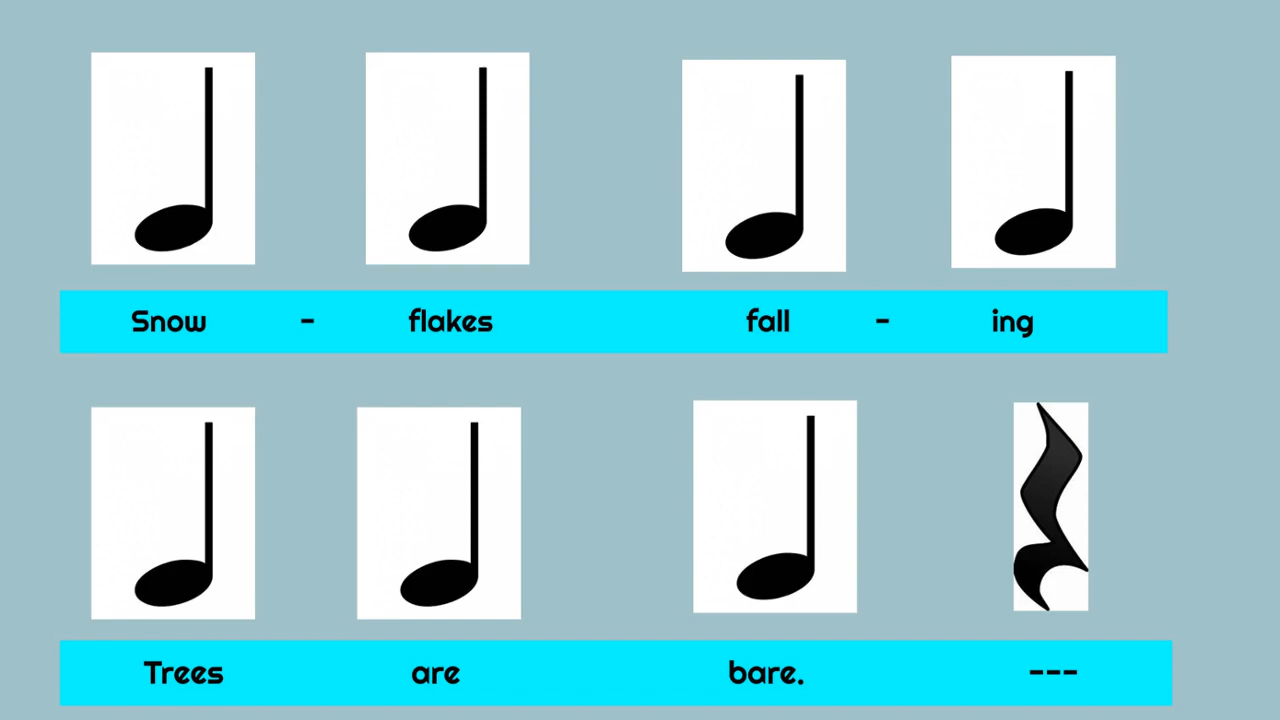 Snow - flakes fall - ing
Trees are bare. ---